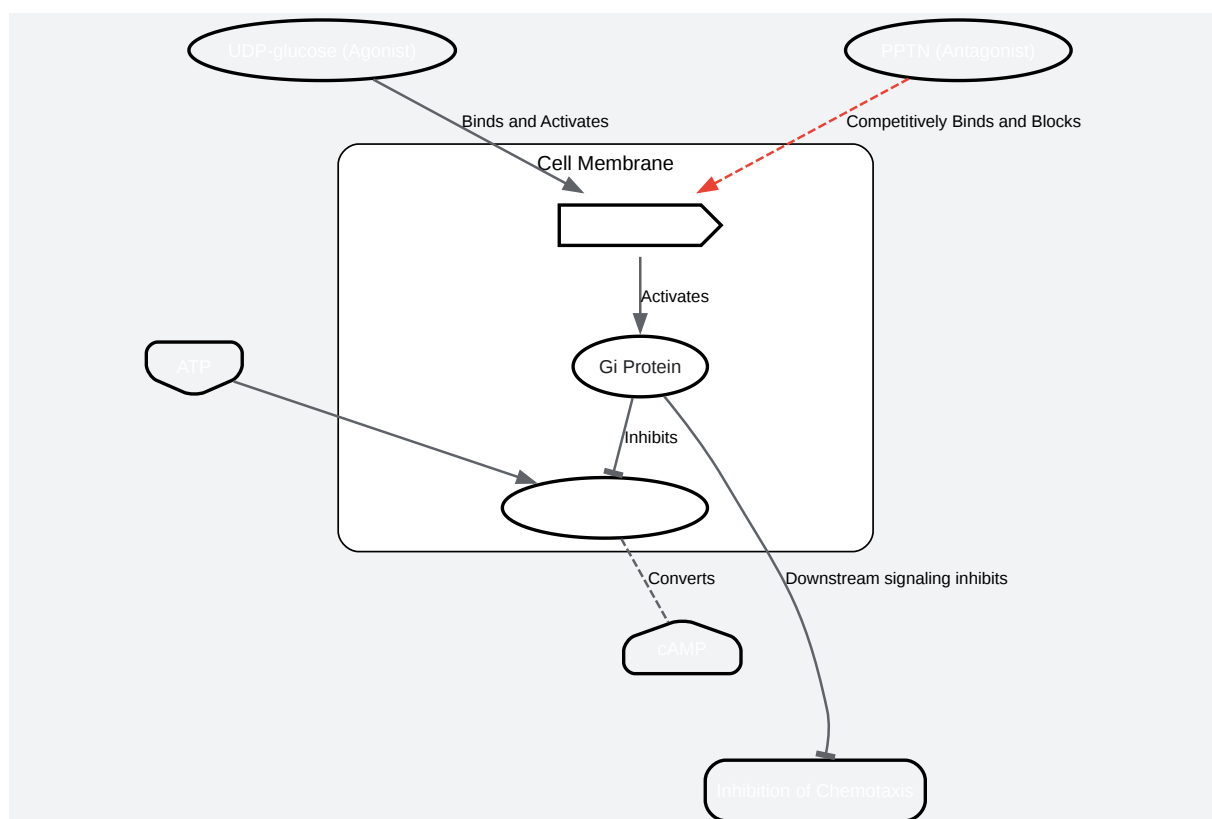 UDP-glucose (Agonist)
PPTN (Antagonist)
Binds and Activates
Competitively Binds and Blocks
Cell Membrane
Activates
ATP
Gi Protein
Inhibits
Converts
Downstream signaling inhibits
cAMP
Inhibition of Chemotaxis